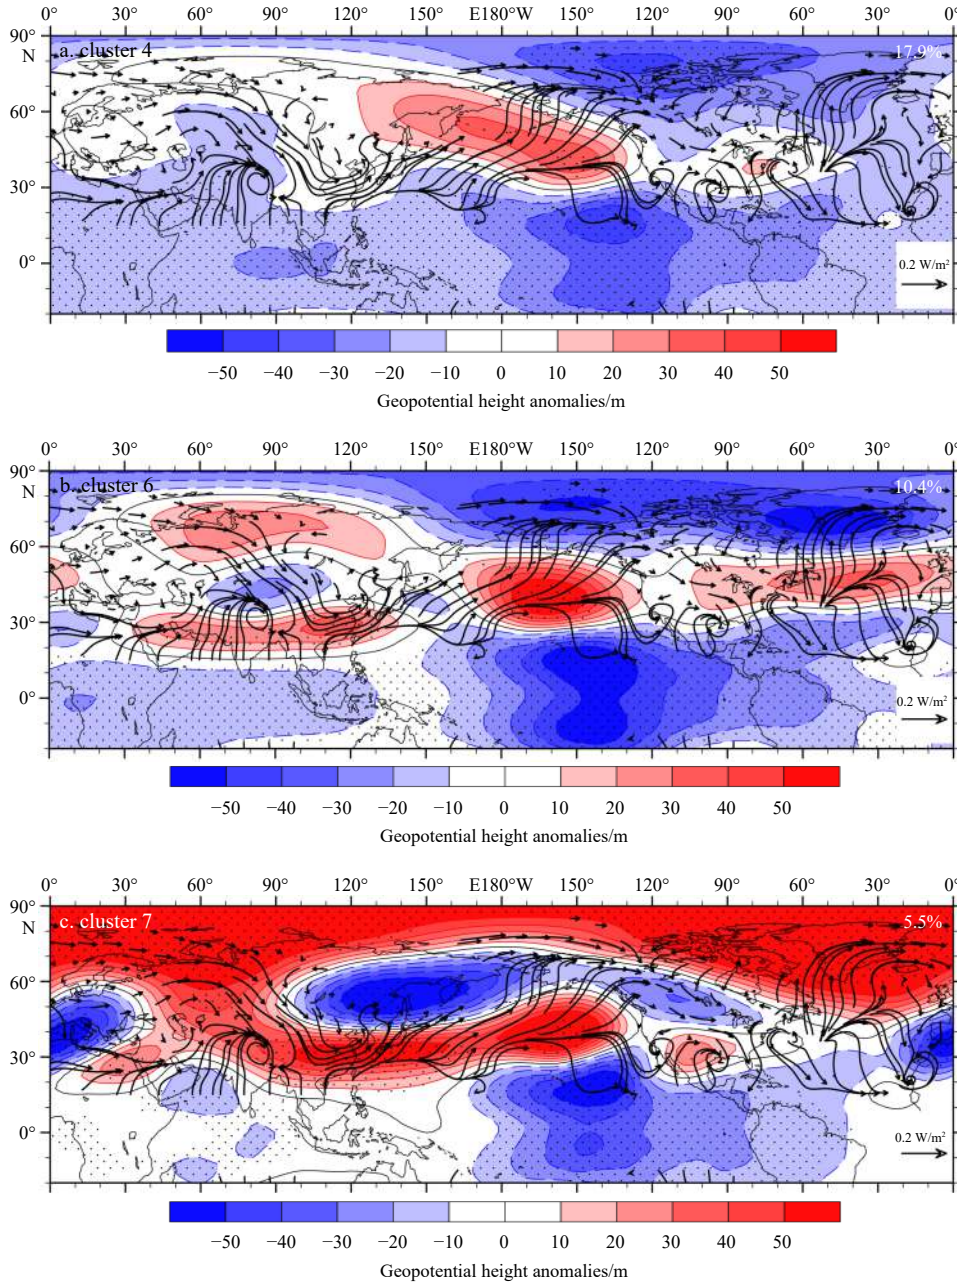 0° 30° 60° 90° 120° 150° E180°W 150° 120° 90° 60° 30° 0°
90°
N
a. cluster 4
17.9%
60°
30°
0°
0.2 W/m²
−50 −40 −30 −20 −10 0 10 20 30 40 50
Geopotential height anomalies/m
0° 30° 60° 90° 120° 150° E180°W 150° 120° 90° 60° 30° 0°
90°
N
b. cluster 6
10.4%
60°
30°
0°
0.2 W/m²
−50 −40 −30 −20 −10 0 10 20 30 40 50
Geopotential height anomalies/m
0° 30° 60° 90° 120° 150° E180°W 150° 120° 90° 60° 30° 0°
90°
N
c. cluster 7
5.5%
60°
30°
0°
0.2 W/m²
−50 −40 −30 −20 −10 0 10 20 30 40 50
Geopotential height anomalies/m